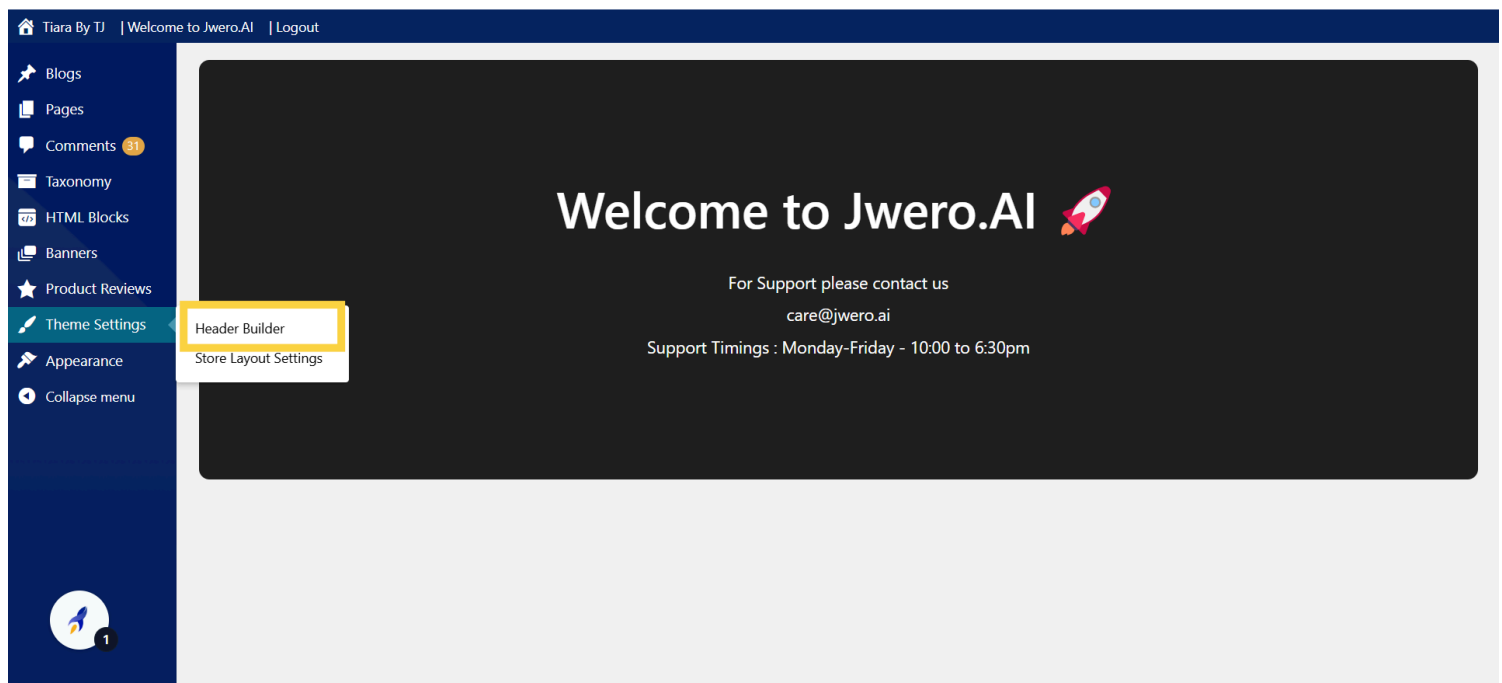 Tiara By TJ | Welcome to Jwero.AI | Logout
Blogs
Pages
Comments 31
Taxonomy
HTML Blocks
Banners
Product Reviews
Theme Settings
Appearance
Collapse menu
Header Builder
Store Layout Settings
Welcome to Jwero.AI 🚀
For Support please contact us
care@jwero.ai
Support Timings : Monday-Friday - 10:00 to 6:30pm
1